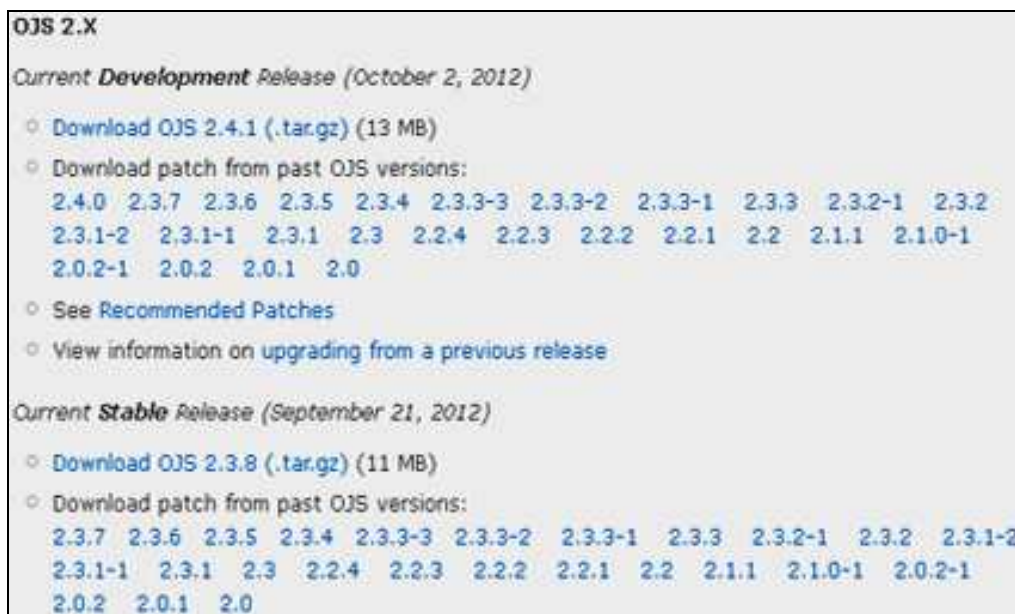 OJS 2.X
Current Development Release (October 2, 2012)
Download OJS 2.4.1 (.tar.gz) (13 MB)
Download patch from past OJS versions:
2.4.0 2.3.7 2.3.6 2.3.5 2.3.4 2.3.3-3 2.3.3-2 2.3.3-1 2.3.3 2.3.2-1 2.3.2
2.3.1-2 2.3.1-1 2.3.1 2.3 2.2.4 2.2.3 2.2.2 2.2.1 2.2 2.1.1 2.1.0-1
2.0.2-1 2.0.2 2.0.1 2.0
See Recommended Patches
View information on upgrading from a previous release
Current Stable Release (September 21, 2012)
Download OJS 2.3.8 (.tar.gz) (11 MB)
Download patch from past OJS versions:
2.3.7 2.3.6 2.3.5 2.3.4 2.3.3-3 2.3.3-2 2.3.3-1 2.3.3 2.3.2-1 2.3.2 2.3.1-2
2.3.1-1 2.3.1 2.3 2.2.4 2.2.3 2.2.2 2.2.1 2.2 2.1.1 2.1.0-1 2.0.2-1
2.0.2 2.0.1 2.0